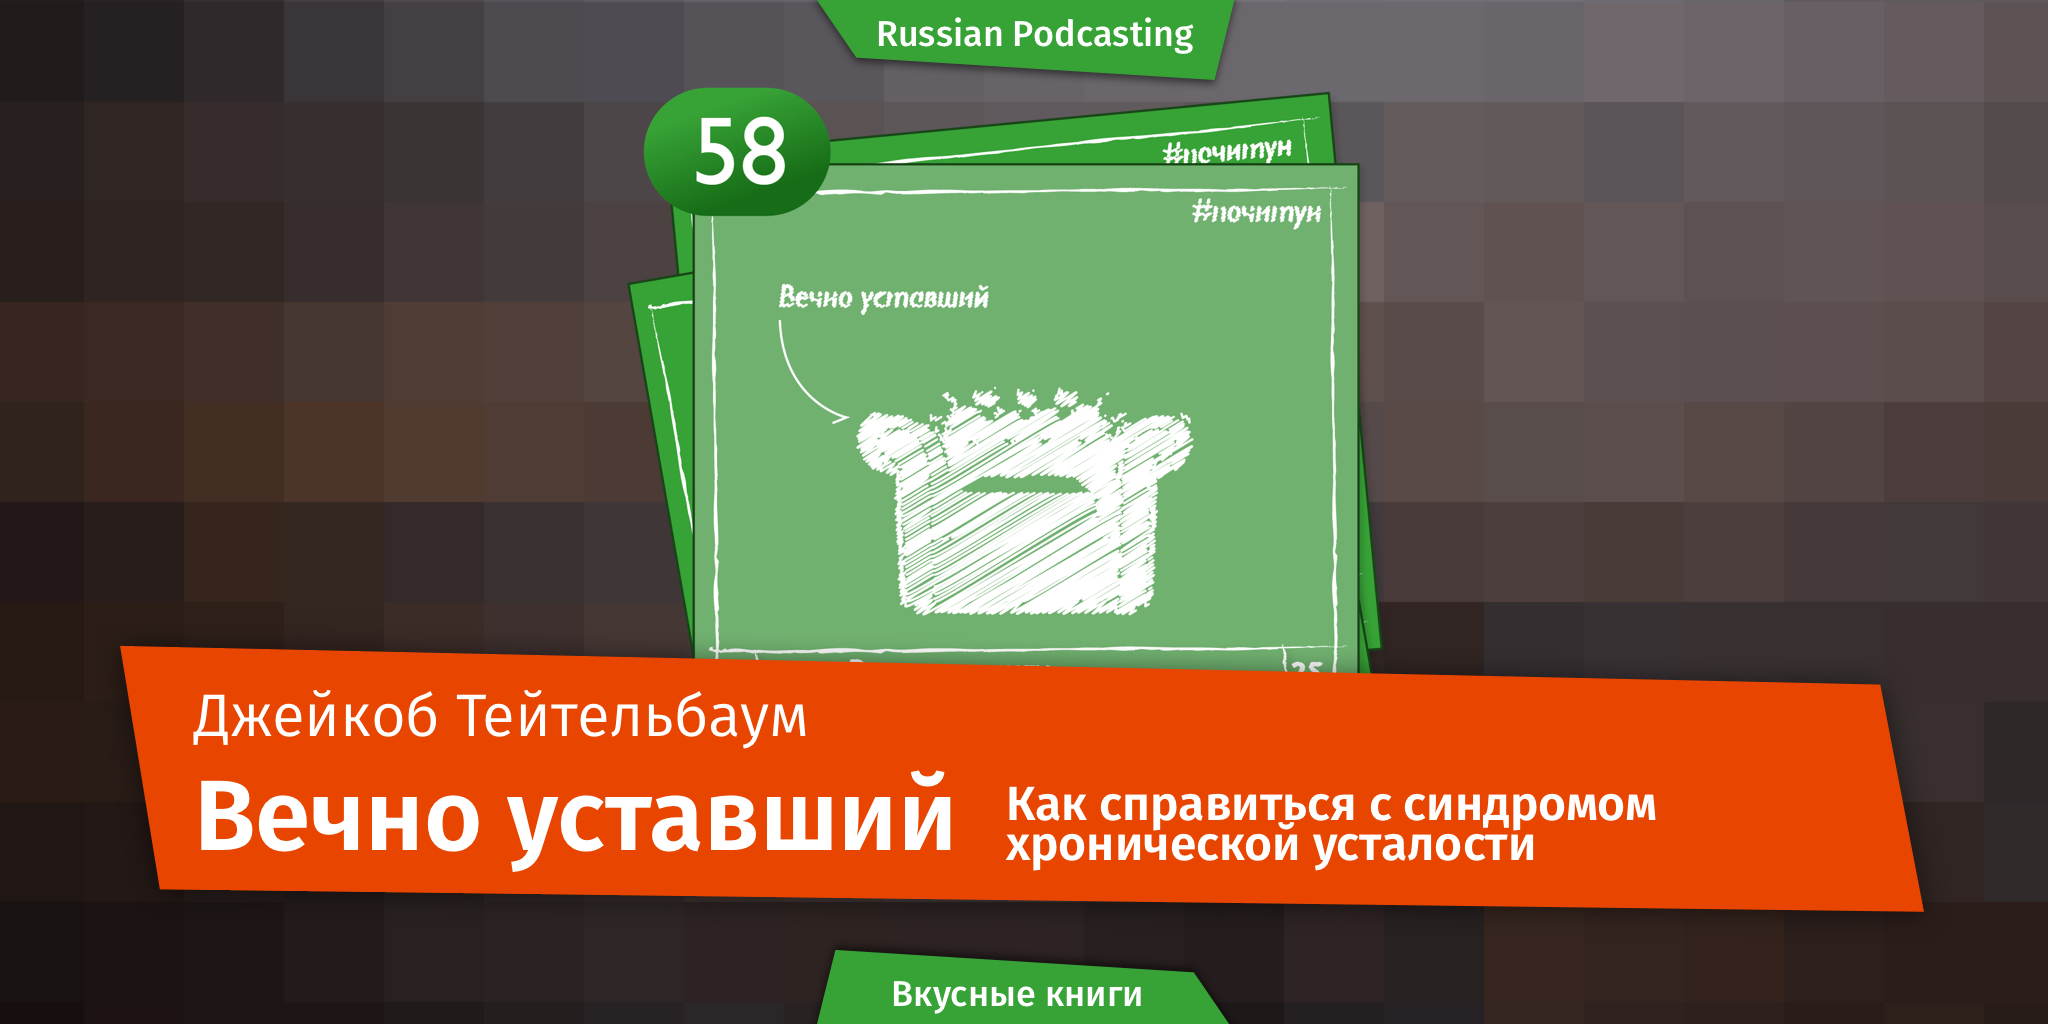 Russian Podcasting
58
#почитун
#почитун
Вечно уставший
Джейкоб Тейтельбаум
Вечно уставший
Как справиться с синдромом
хронической усталости
Вкусные книги